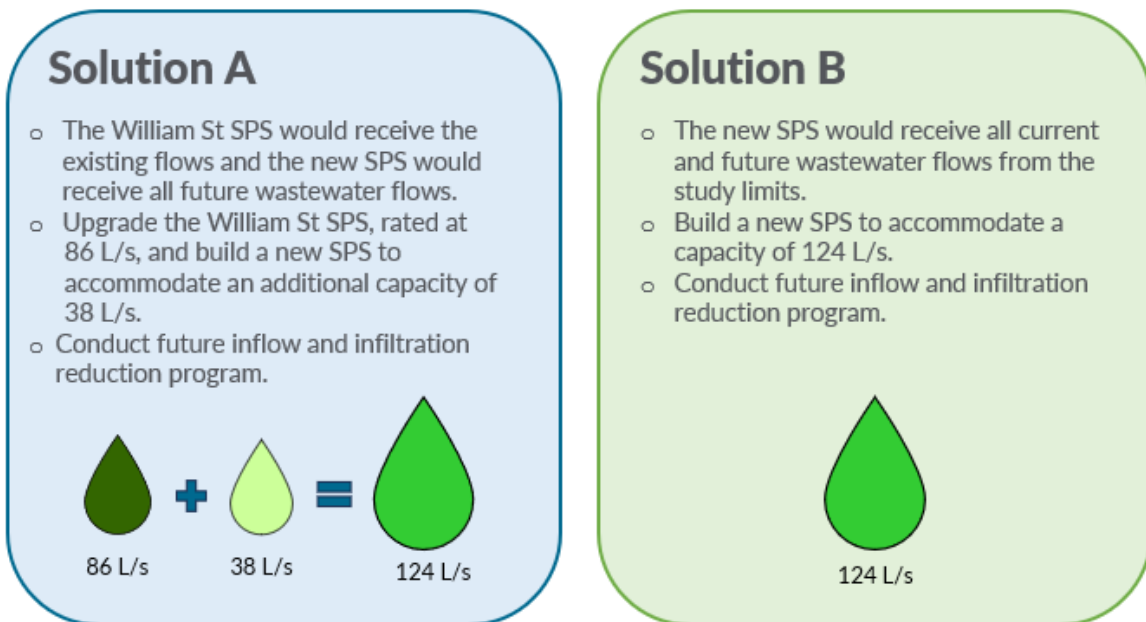 Solution A
o The William St SPS would receive the
existing flows and the new SPS would
receive all future wastewater flows.
o Upgrade the William St SPS, rated at
86 L/s, and build a new SPS to
accommodate an additional capacity of
38 L/s.
o Conduct future inflow and infiltration
reduction program.
86 L/s
38 L/s
124 L/s
Solution B
o The new SPS would receive all current
and future wastewater flows from the
study limits.
o Build a new SPS to accommodate a
capacity of 124 L/s.
o Conduct future inflow and infiltration
reduction program.
124 L/s